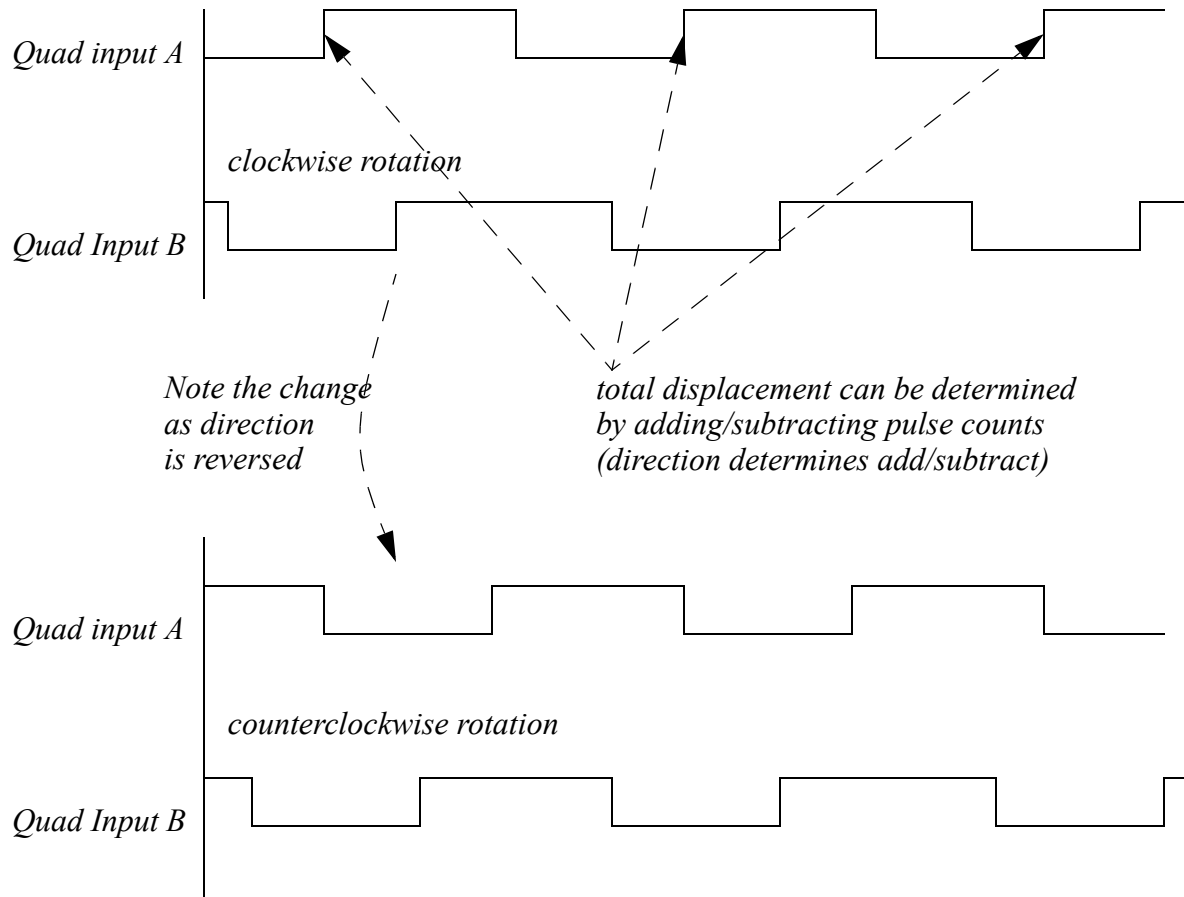 Quad input A
clockwise rotation
Quad Input B
Note the change
as direction
is reversed
total displacement can be determined
by adding/subtracting pulse counts
(direction determines add/subtract)
Quad input A
counterclockwise rotation
Quad Input B